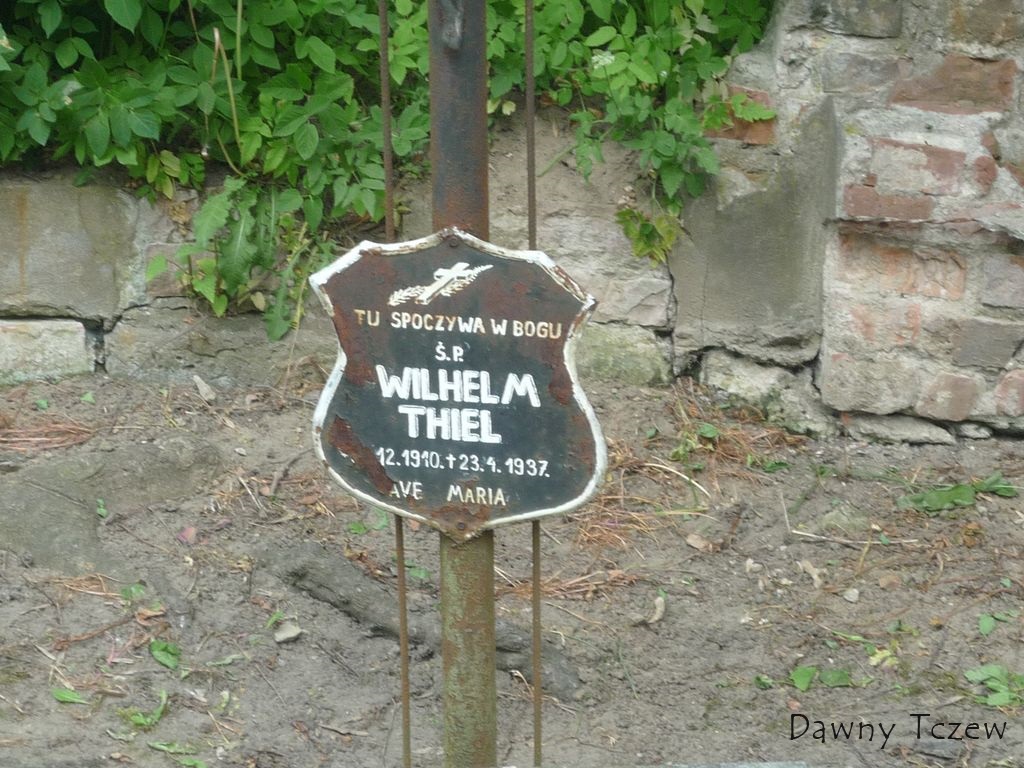 TU SPOCZYWA W BOGU
Ś.P.
WILHELM
THIEL
12.1910.✝23.4.1937.
AVE MARIA
Dawny Tczew